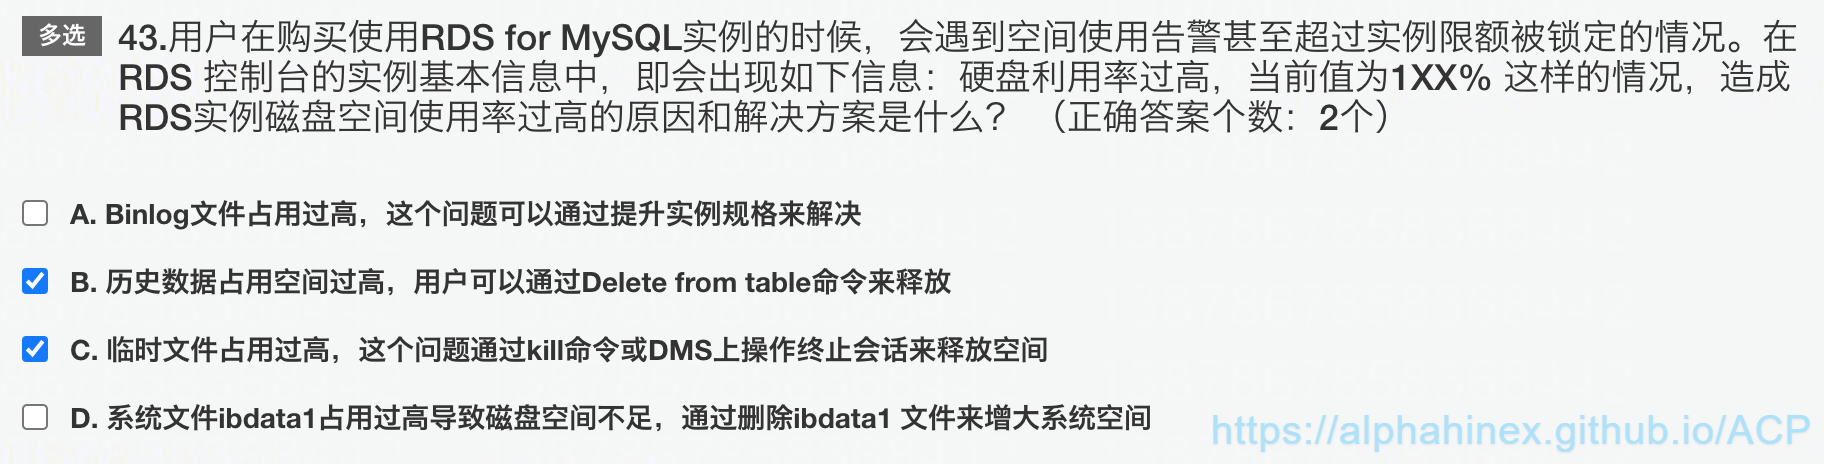 多选 43.用户在购买使用RDS for MySQL实例的时候，会遇到空间使用告警甚至超过实例限额被锁定的情况。在
RDS 控制台的实例基本信息中，即会出现如下信息：硬盘利用率过高，当前值为1XX% 这样的情况，造成
RDS实例磁盘空间使用率过高的原因和解决方案是什么？ （正确答案个数：2个）
A. Binlog文件占用过高，这个问题可以通过提升实例规格来解决
B. 历史数据占用空间过高，用户可以通过Delete from table命令来释放
C. 临时文件占用过高，这个问题通过kill命令或DMS上操作终止会话来释放空间
D. 系统文件ibdata1占用过高导致磁盘空间不足，通过删除ibdata1 文件来增大系统空间
https://alphahinex.github.io/ACP